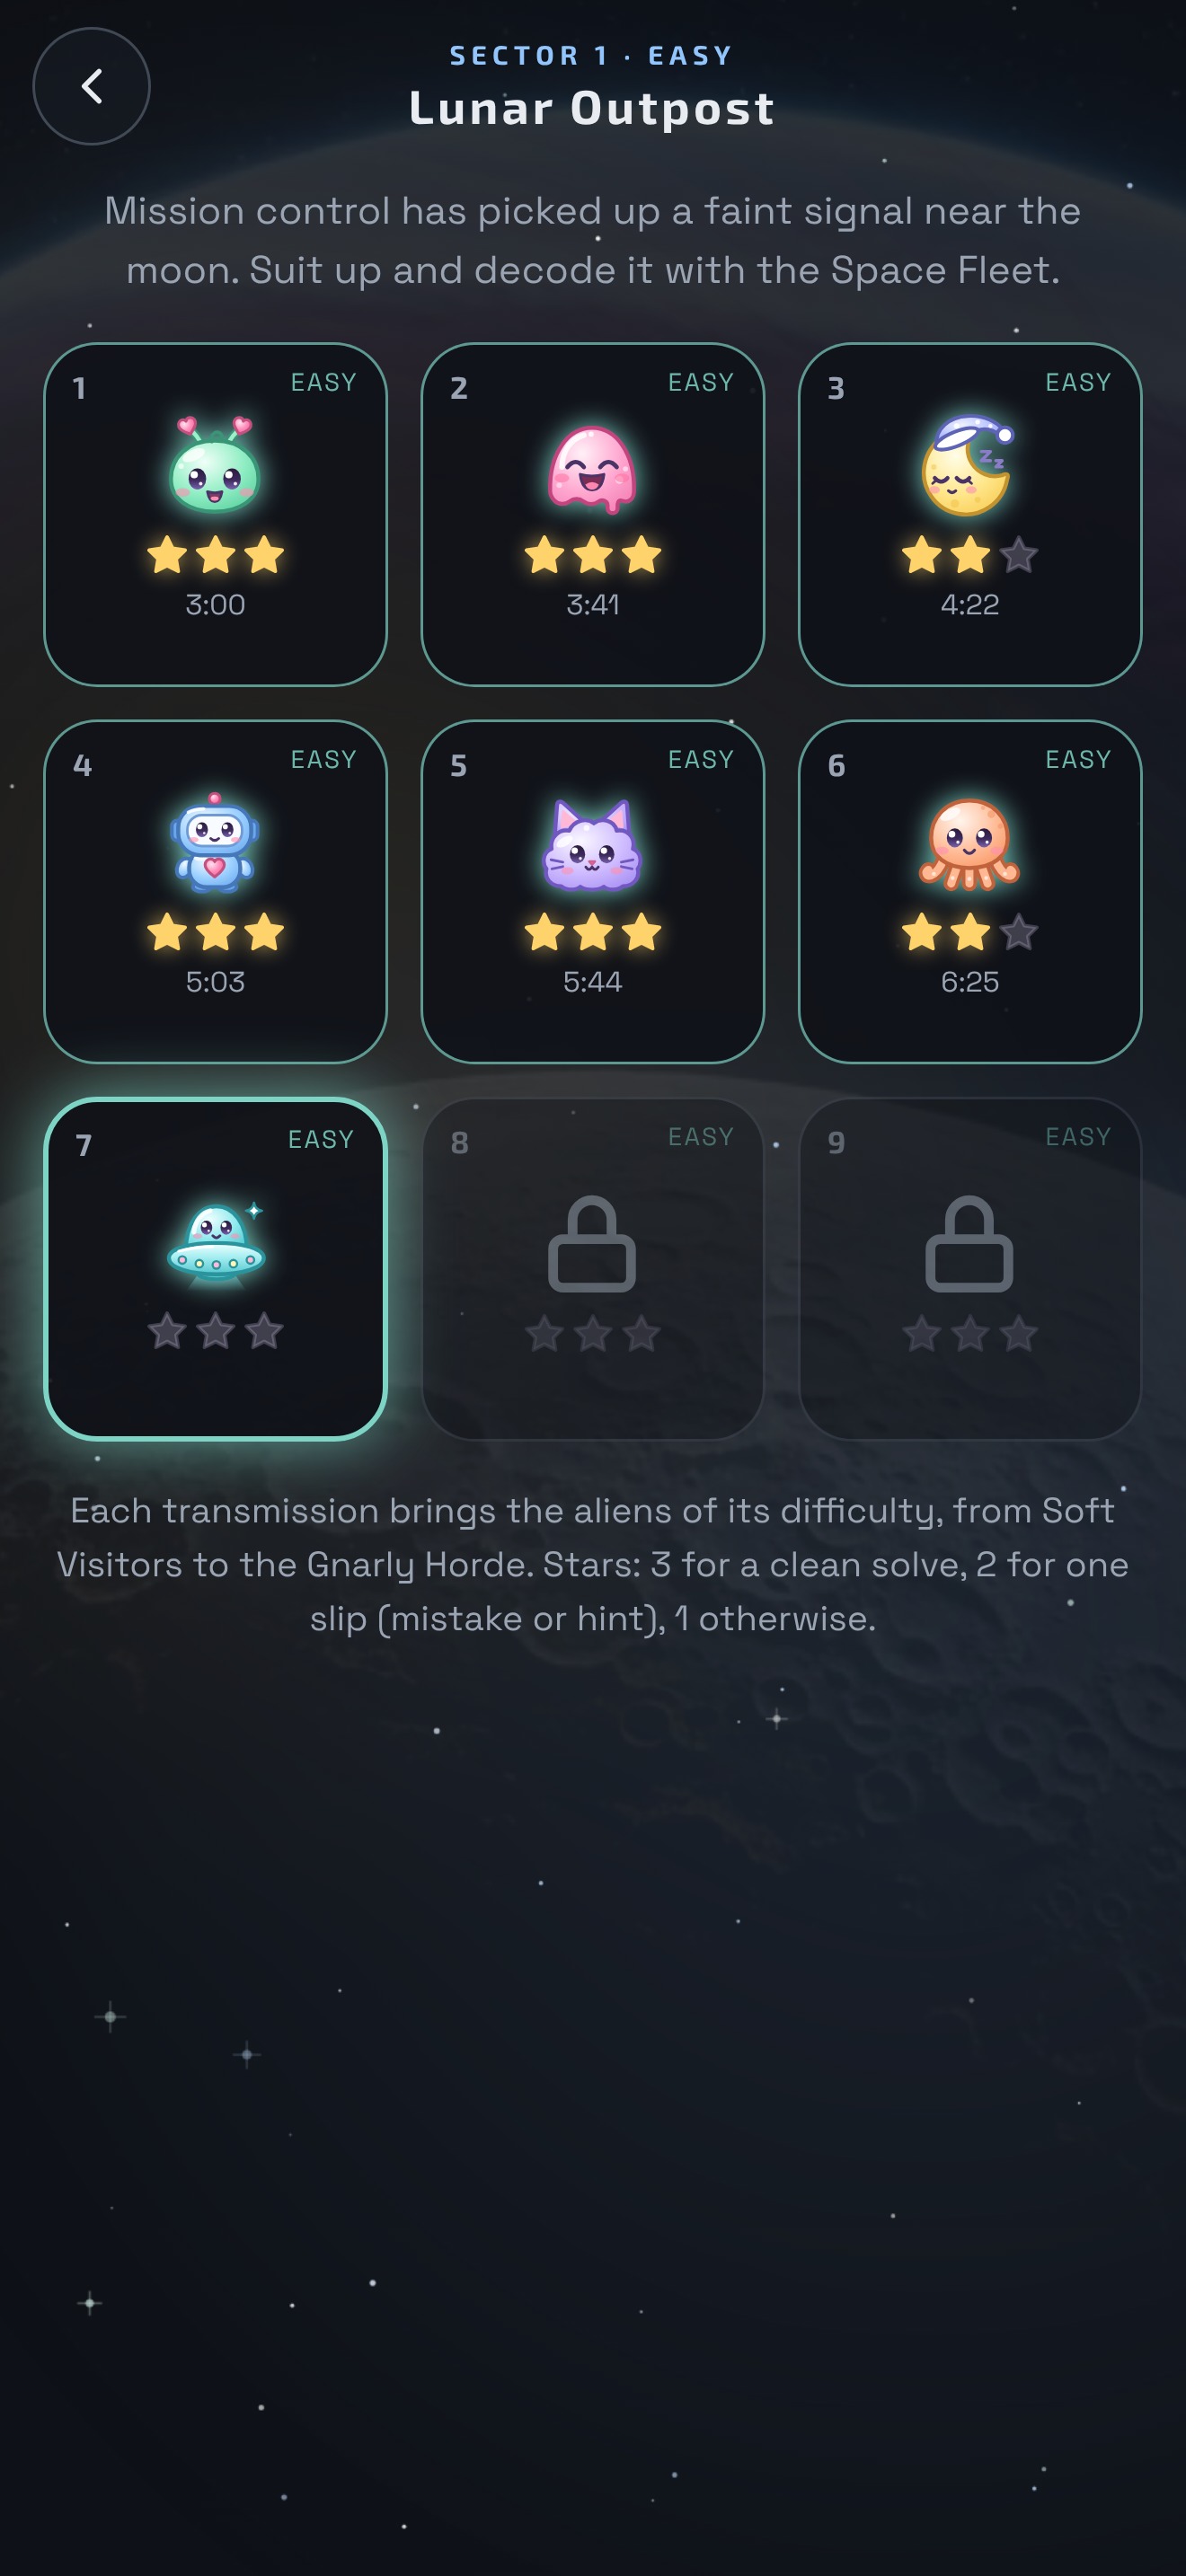 SECTOR 1 · EASY
Lunar Outpost
Mission control has picked up a faint signal near the
moon. Suit up and decode it with the Space Fleet.
1 EASY
2 EASY
3 EASY
z z
3:00
3:41
4:22
4 EASY
5 EASY
6 EASY
5:03
5:44
6:25
7 EASY
8 EASY
9 EASY
Each transmission brings the aliens of its difficulty, from Soft
Visitors to the Gnarly Horde. Stars: 3 for a clean solve, 2 for one
slip (mistake or hint), 1 otherwise.